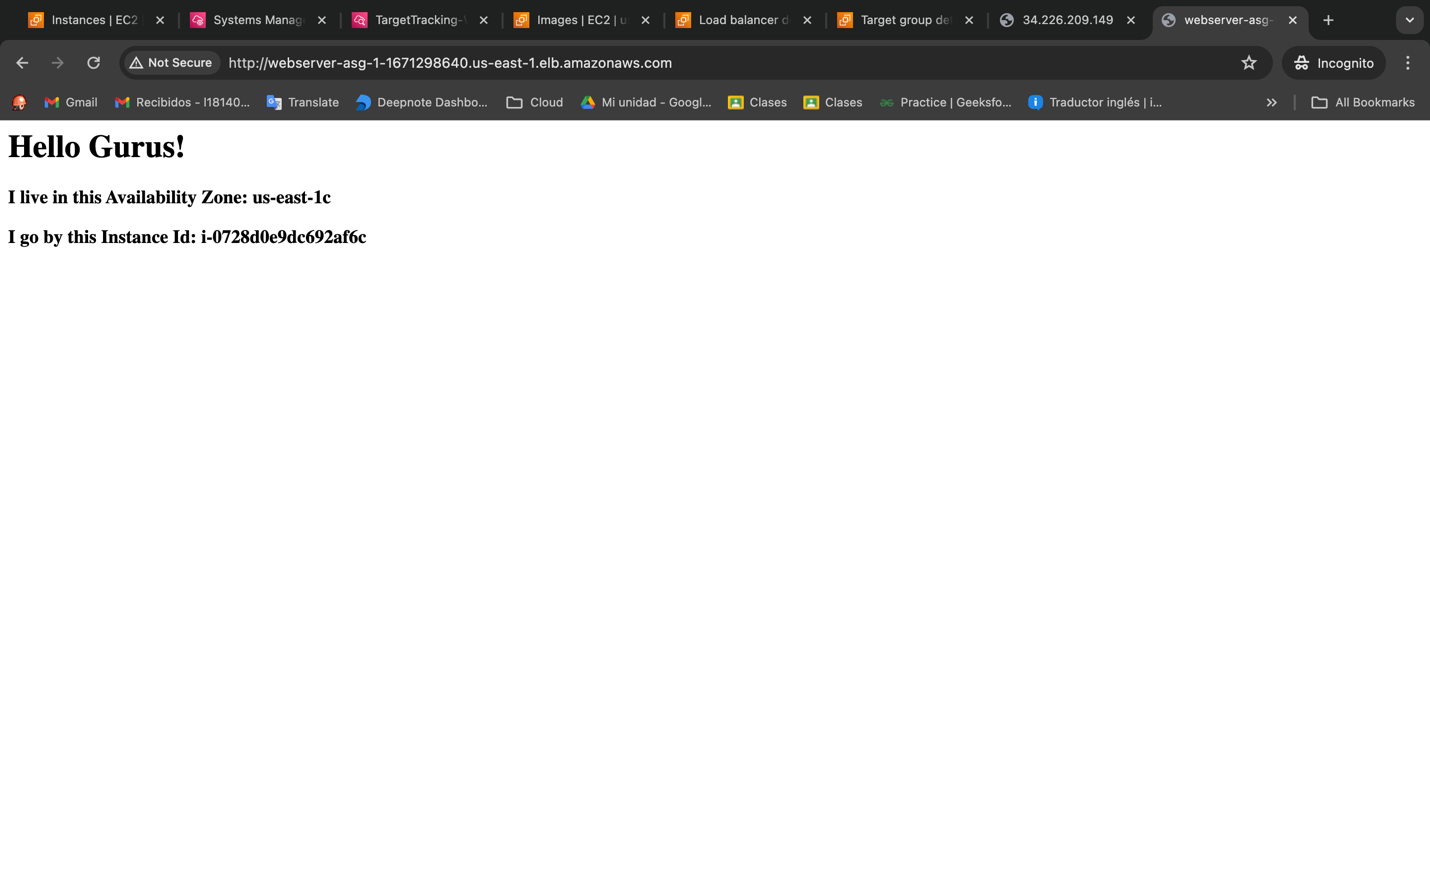 Instances | EC2
Systems Manag
TargetTracking-
Images | EC2 | u
Load balancer d
Target group de
34.226.209.149
webserver-asg-
Not Secure
http://webserver-asg-1-1671298640.us-east-1.elb.amazonaws.com
Incognito
Gmail
Recibidos - l18140...
Translate
Deepnote Dashbo...
Cloud
Mi unidad - Googl...
Clases
Clases
Practice | Geeksfo...
Traductor inglés | i...
All Bookmarks
Hello Gurus!
I live in this Availability Zone: us-east-1c
I go by this Instance Id: i-0728d0e9dc692af6c